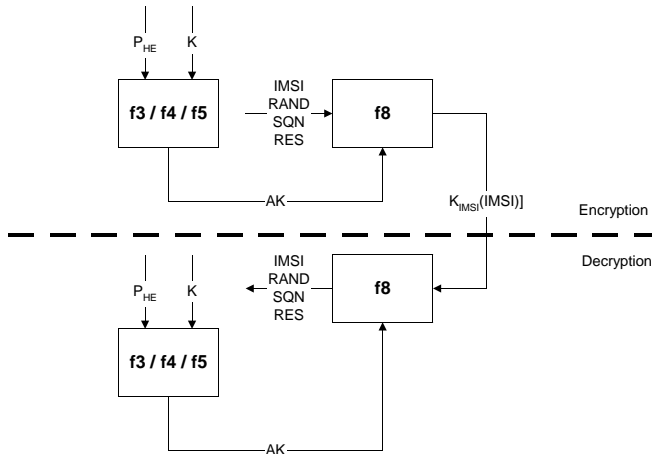 P_HE K
f3 / f4 / f5
IMSI
RAND
SQN
RES
f8
AK
K_IMSI(IMSI)]
Encryption
Decryption
P_HE K
f3 / f4 / f5
IMSI
RAND
SQN
RES
f8
AK